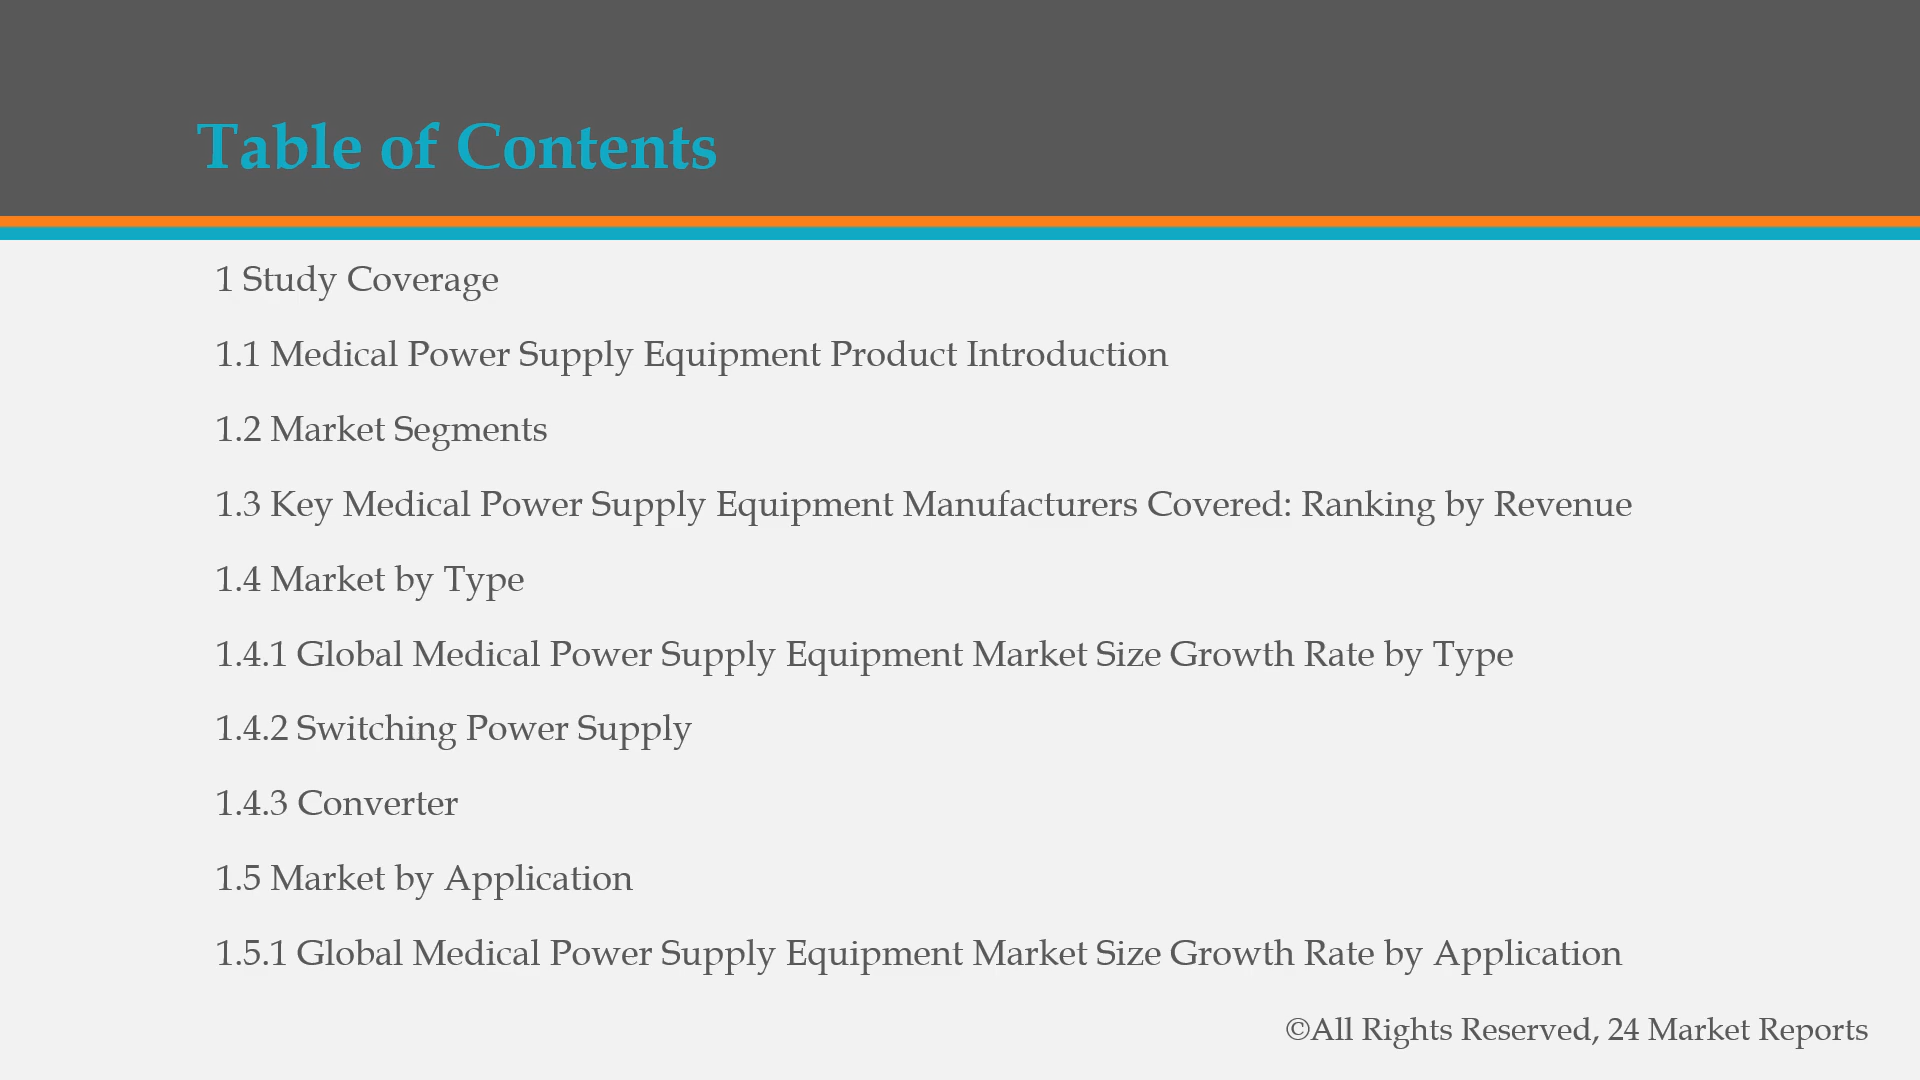 Table of Contents
1 Study Coverage
1.1 Medical Power Supply Equipment Product Introduction
1.2 Market Segments
1.3 Key Medical Power Supply Equipment Manufacturers Covered: Ranking by Revenue
1.4 Market by Type
1.4.1 Global Medical Power Supply Equipment Market Size Growth Rate by Type
1.4.2 Switching Power Supply
1.4.3 Converter
1.5 Market by Application
1.5.1 Global Medical Power Supply Equipment Market Size Growth Rate by Application
©All Rights Reserved, 24 Market Reports